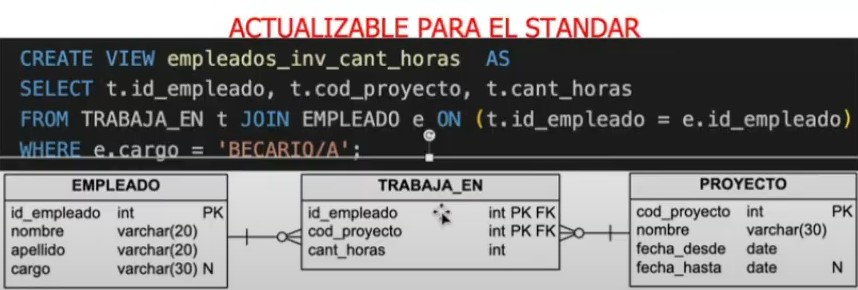 ACTUALIZABLE PARA EL STANDAR
CREATE VIEW empleados_inv_cant_horas AS
SELECT t.id_empleado, t.cod_proyecto, t.cant_horas
FROM TRABAJA_EN t JOIN EMPLEADO e ON (t.id_empleado = e.id_empleado)
WHERE e.cargo = 'BECARIO/A';
EMPLEADO
id_empleado int PK
nombre varchar(20)
apellido varchar(20)
cargo varchar(30) N
TRABAJA_EN
id_empleado int PK FK
cod_proyecto int PK FK
cant_horas int
PROYECTO
cod_proyecto int PK
nombre varchar(30)
fecha_desde date
fecha_hasta date N